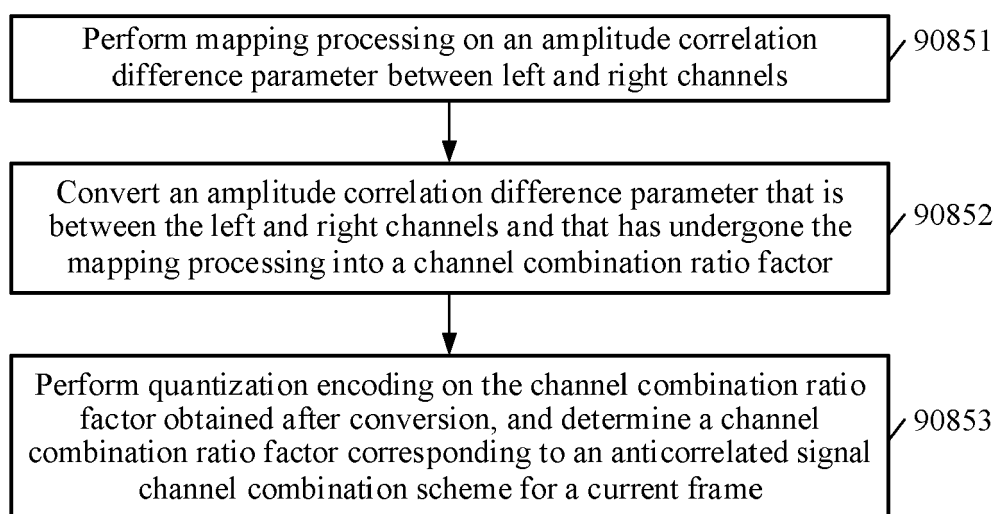 Perform mapping processing on an amplitude correlation
difference parameter between left and right channels
90851
Convert an amplitude correlation difference parameter that is
between the left and right channels and that has undergone the
mapping processing into a channel combination ratio factor
90852
Perform quantization encoding on the channel combination ratio
factor obtained after conversion, and determine a channel
combination ratio factor corresponding to an anticorrelated signal
channel combination scheme for a current frame
90853